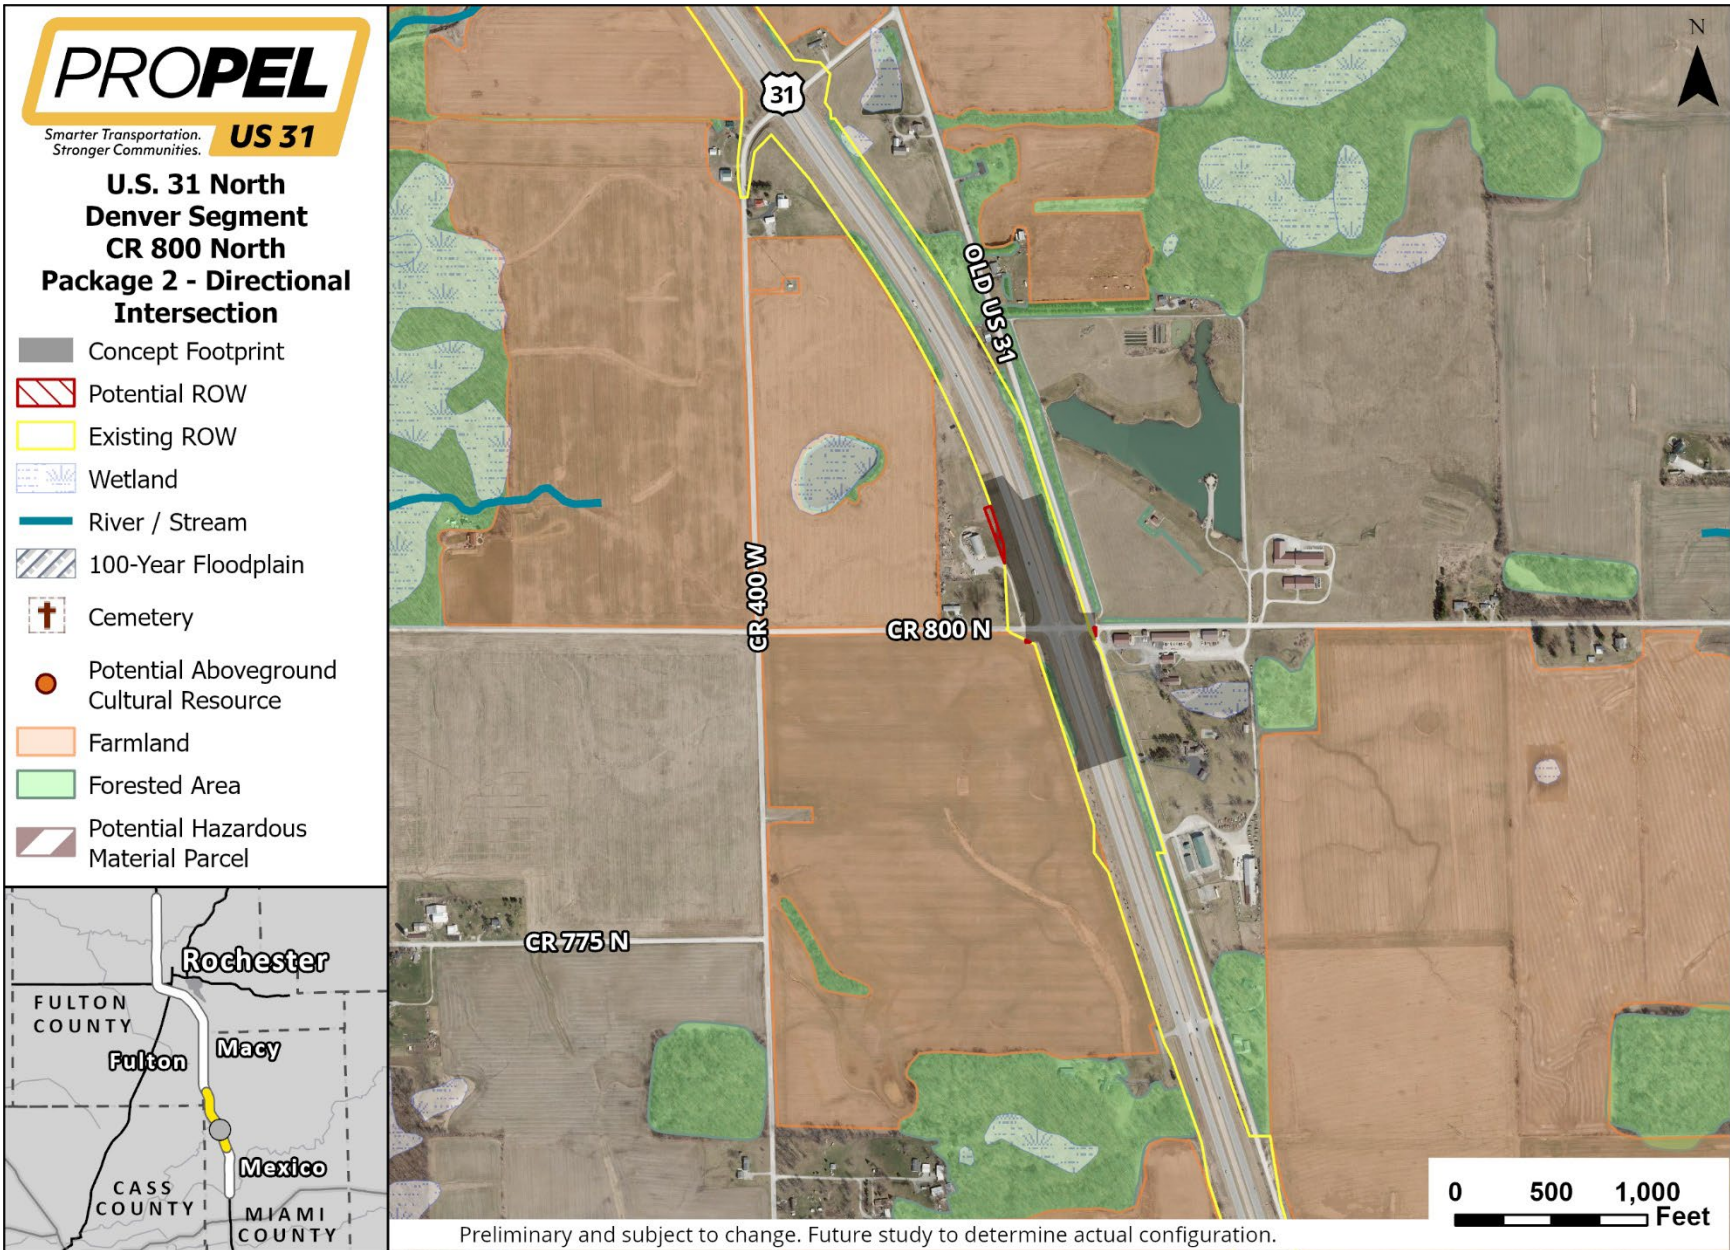 PROPEL
Smarter Transportation.
Stronger Communities.
US 31
U.S. 31 North
Denver Segment
CR 800 North
Package 2 - Directional
Intersection
Concept Footprint
Potential ROW
Existing ROW
Wetland
River / Stream
100-Year Floodplain
Cemetery
Potential Aboveground
Cultural Resource
Farmland
Forested Area
Potential Hazardous
Material Parcel
Rochester
FULTON
COUNTY
Fulton
Macy
Mexico
CASS
COUNTY
MIAMI
COUNTY
N
31
OLD US 31
CR 400 W
CR 800 N
CR 775 N
0 500 1,000
Feet
Preliminary and subject to change. Future study to determine actual configuration.